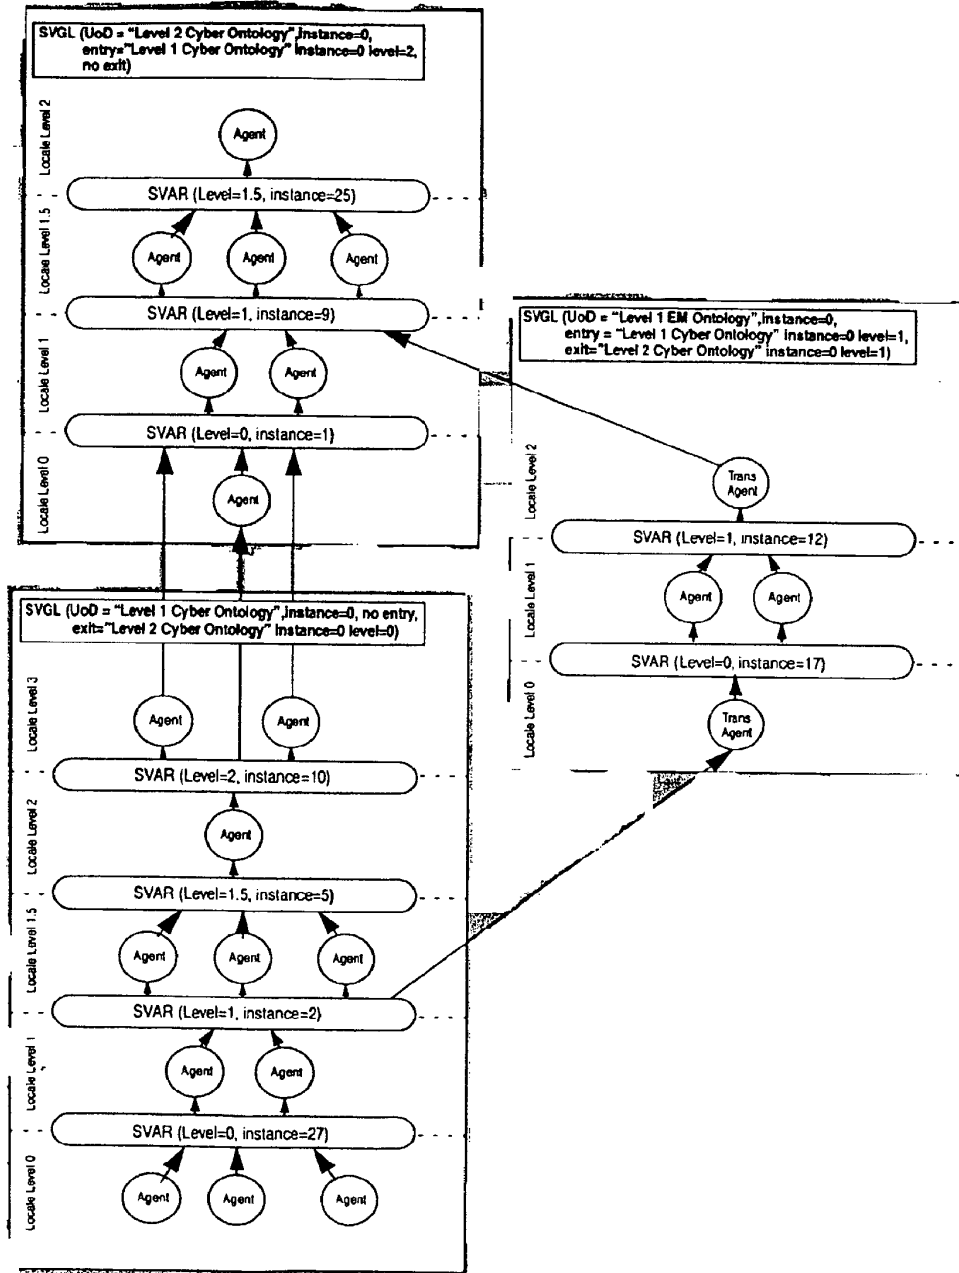 SVGL (UoD = "Level 2 Cyber Ontology",instance=0,
entry="Level 1 Cyber Ontology" instance=0 level=2,
no exit)
Locale Level 2
Agent
SVAR (Level=1.5, instance=25)
Locale Level 1.5
Agent
Agent
Agent
SVAR (Level=1, instance=9)
Locale Level 1
Agent
Agent
SVAR (Level=0, instance=1)
Locale Level 0
Agent
SVGL (UoD = "Level 1 EM Ontology",instance=0,
entry = "Level 1 Cyber Ontology" instance=0 level=1,
exit="Level 2 Cyber Ontology" instance=0 level=1)
Locale Level 2
Trans
Agent
SVAR (Level=1, instance=12)
Locale Level 1
Agent
Agent
SVAR (Level=0, instance=17)
Locale Level 0
Trans
Agent
SVGL (UoD = "Level 1 Cyber Ontology",instance=0, no entry,
exit="Level 2 Cyber Ontology" instance=0 level=0)
Locale Level 3
Agent
Agent
SVAR (Level=2, instance=10)
Locale Level 2
Agent
SVAR (Level=1.5, instance=5)
Locale Level 1.5
Agent
Agent
Agent
SVAR (Level=1, instance=2)
Locale Level 1
Agent
Agent
SVAR (Level=0, instance=27)
Locale Level 0
Agent
Agent
Agent